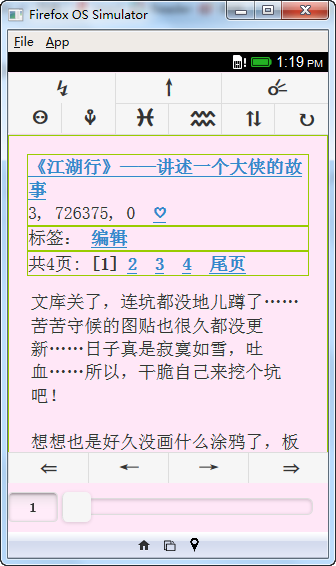 Firefox OS Simulator
File App
1:19 PM
《江湖行》——讲述一个大侠的故
事
3, 726375, 0
标签： 编辑
共4页: [1] 2 3 4 尾页
文库关了，连坑都没地儿蹲了……
苦苦守候的图贴也很久都没更
新……日子真是寂寞如雪，吐
血……所以，干脆自己来挖个坑
吧！
想想也是好久没画什么涂鸦了，板
1